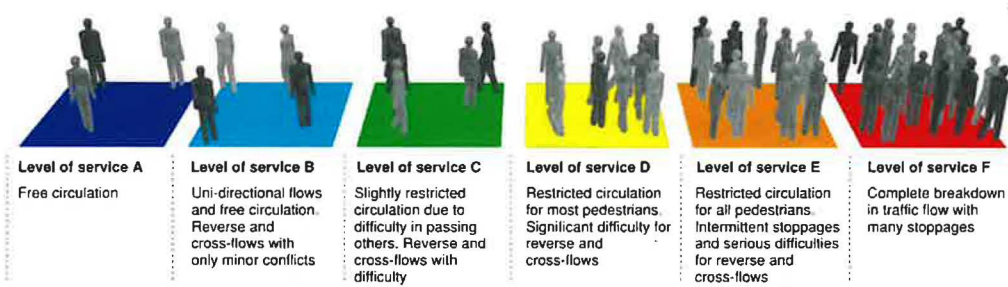 Level of service A
Free circulation
Level of service B
Uni-directional flows
and free circulation.
Reverse and
cross-flows with
only minor conflicts
Level of service C
Slightly restricted
circulation due to
difficulty in passing
others. Reverse and
cross-flows with
difficulty
Level of service D
Restricted circulation
for most pedestrians.
Significant difficulty for
reverse and
cross-flows
Level of service E
Restricted circulation
for all pedestrians.
Intermittent stoppages
and serious difficulties
for reverse and
cross-flows
Level of service F
Complete breakdown
in traffic flow with
many stoppages